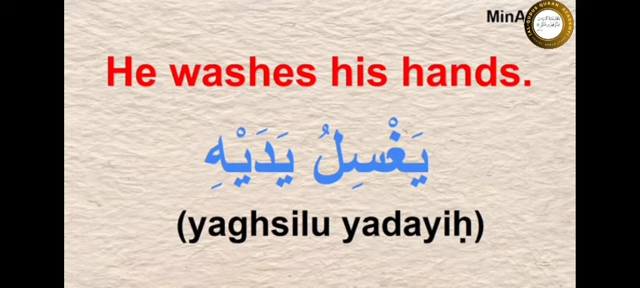 MinA
He washes his hands.
يَغْسِلُ يَدَيْهِ
(yaghsilu yadayiḥ)